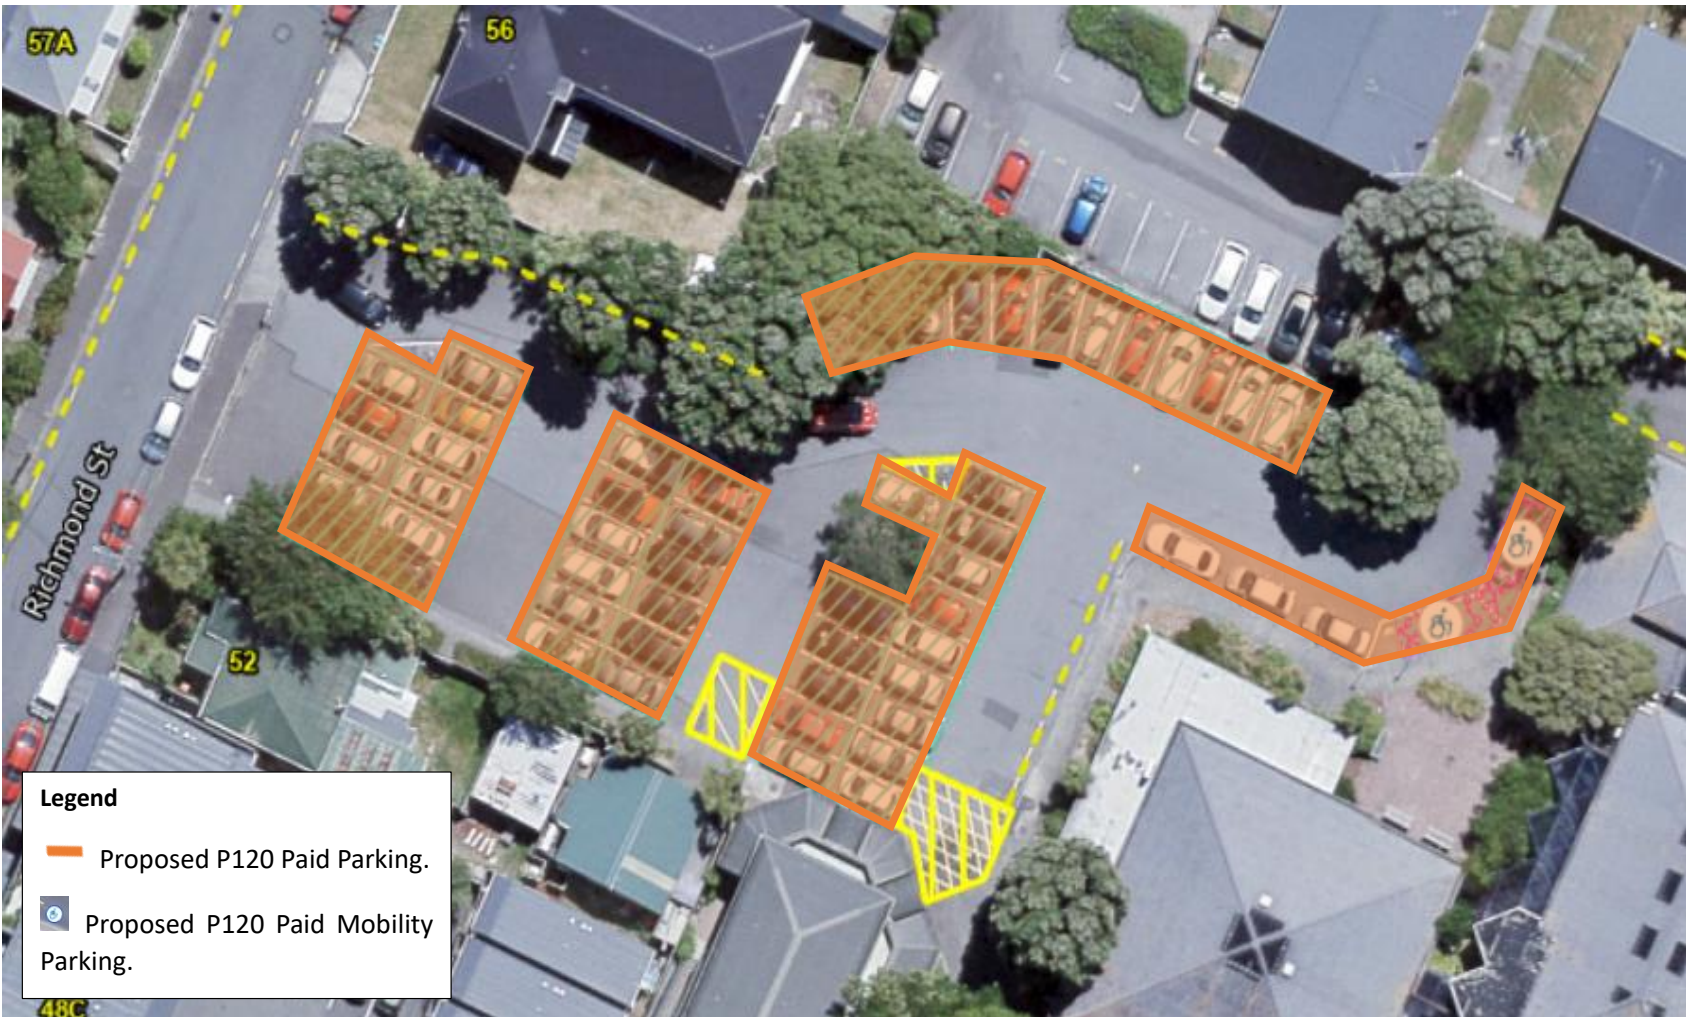 57A
56
Richmond St
52
Legend
Proposed P120 Paid Parking.
Proposed P120 Paid Mobility
Parking.
48C